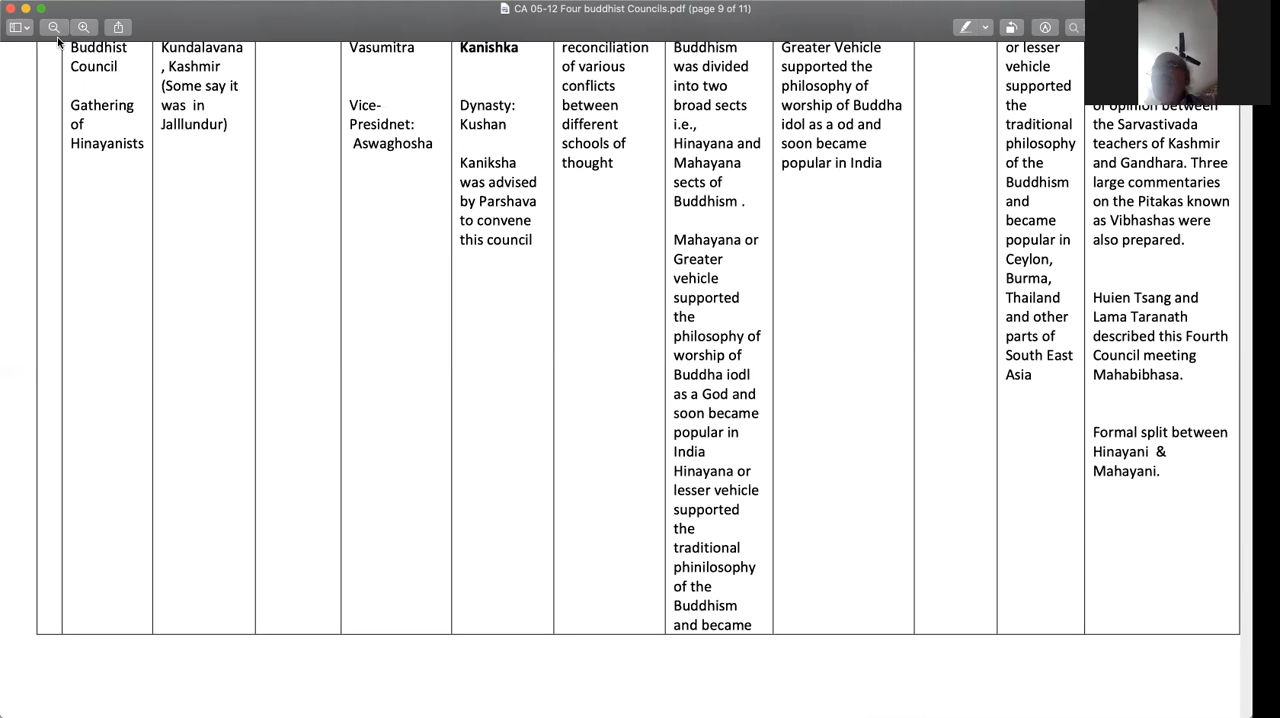 CA 05-12 Four buddhist Councils.pdf (page 9 of 11)
Buddhist
Council
Gathering
of
Hinayanists
Kundalavana
, Kashmir
(Some say it
was in
Jalllundur)
Vasumitra
Vice-
Presidnet:
Aswaghosha
Kanishka
Dynasty:
Kushan
Kaniksha
was advised
by Parshava
to convene
this council
reconciliation
of various
conflicts
between
different
schools of
thought
Buddhism
was divided
into two
broad sects
i.e.,
Hinayana and
Mahayana
sects of
Buddhism .
Mahayana or
Greater
vehicle
supported
the
philosophy of
worship of
Buddha iodl
as a God and
soon became
popular in
India
Hinayana or
lesser vehicle
supported
the
traditional
phinilosophy
of the
Buddhism
and became
Greater Vehicle
supported the
philosophy of
worship of Buddha
idol as a od and
soon became
popular in India
or lesser
vehicle
supported
the
traditional
philosophy
of the
Buddhism
and
became
popular in
Ceylon,
Burma,
Thailand
and other
parts of
South East
Asia
of opinion between
the Sarvastivada
teachers of Kashmir
and Gandhara. Three
large commentaries
on the Pitakas known
as Vibhashas were
also prepared.
Huien Tsang and
Lama Taranath
described this Fourth
Council meeting
Mahabibhasa.
Formal split between
Hinayani &
Mahayani.